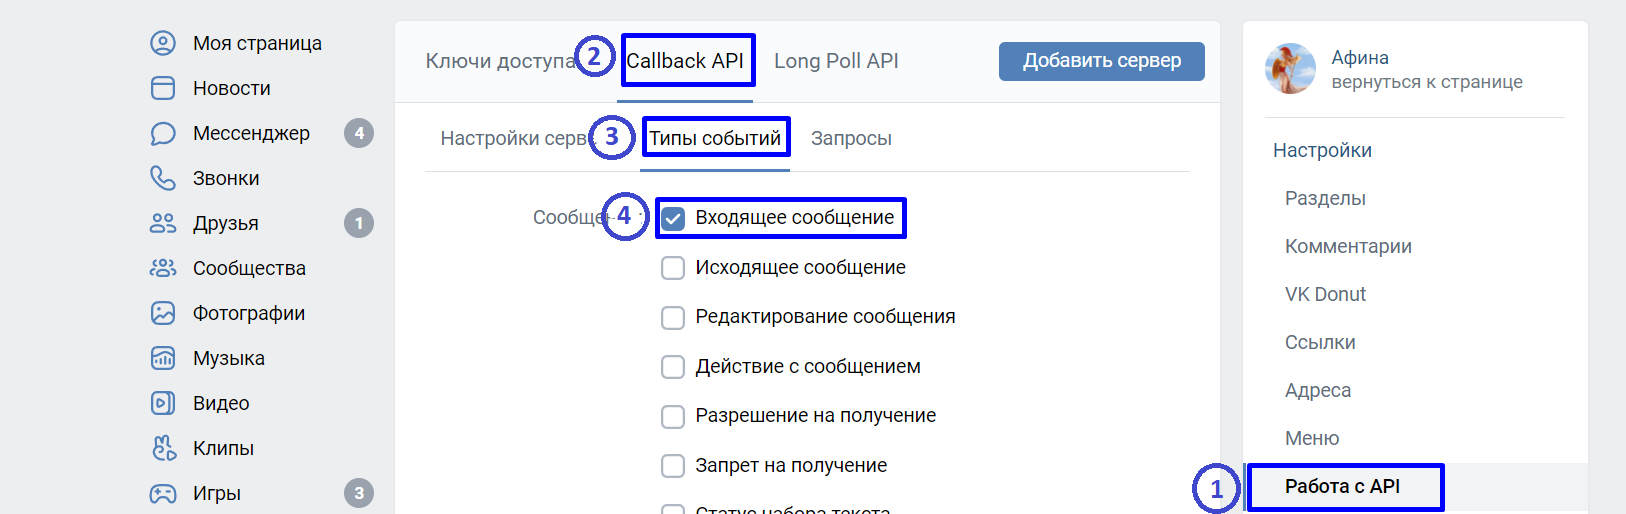 Моя страница
Новости
Мессенджер 4
Звонки
Друзья 1
Сообщества
Фотографии
Музыка
Видео
Клипы
Игры 3
Ключи доступа 2 Callback API Long Poll API Добавить сервер
Настройки 3 Типы событий Запросы
4 Входящее сообщение
Исходящее сообщение
Редактирование сообщения
Действие с сообщением
Разрешение на получение
Запрет на получение
Статус набора текста
Афина
вернуться к странице
Настройки
Разделы
Комментарии
VK Donut
Ссылки
Адреса
Меню
1 Работа с API